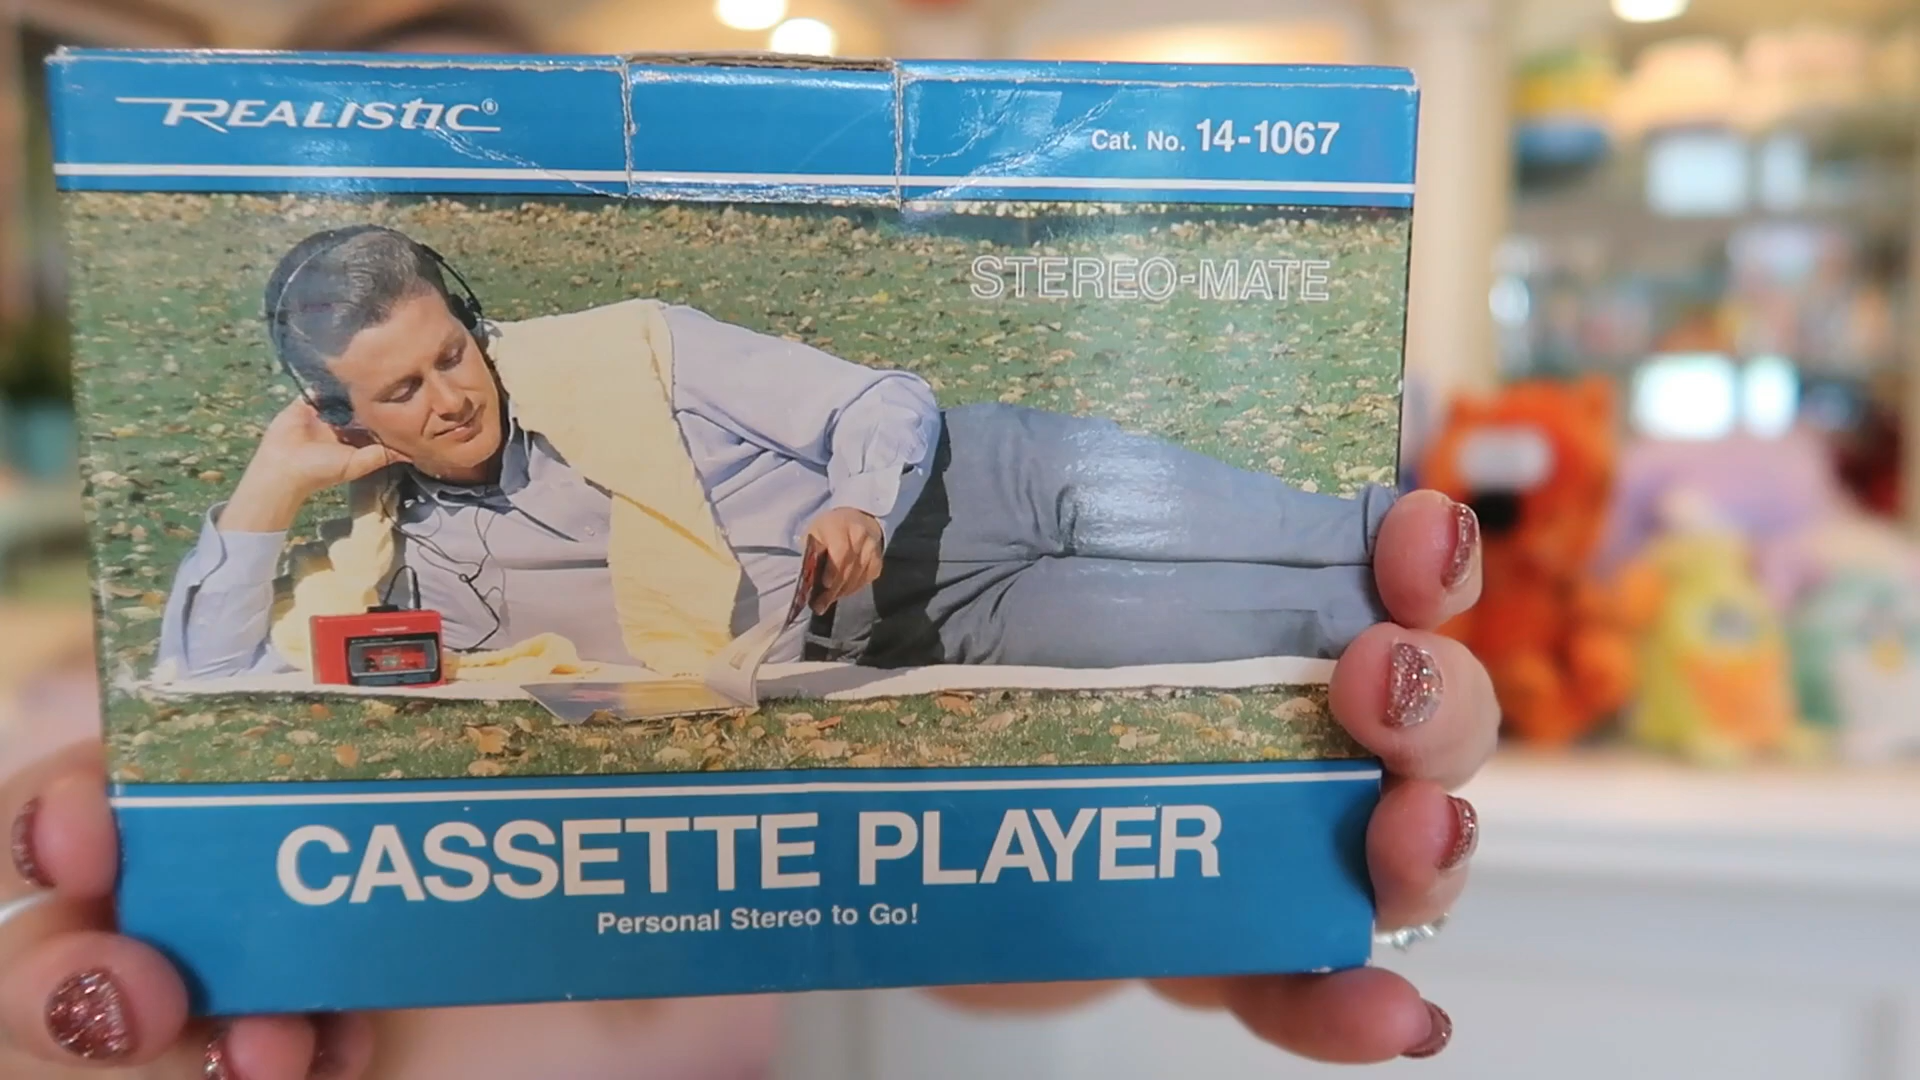 REALISTIC®
Cat. No. 14-1067
STEREO-MATE
CASSETTE PLAYER
Personal Stereo to Go!